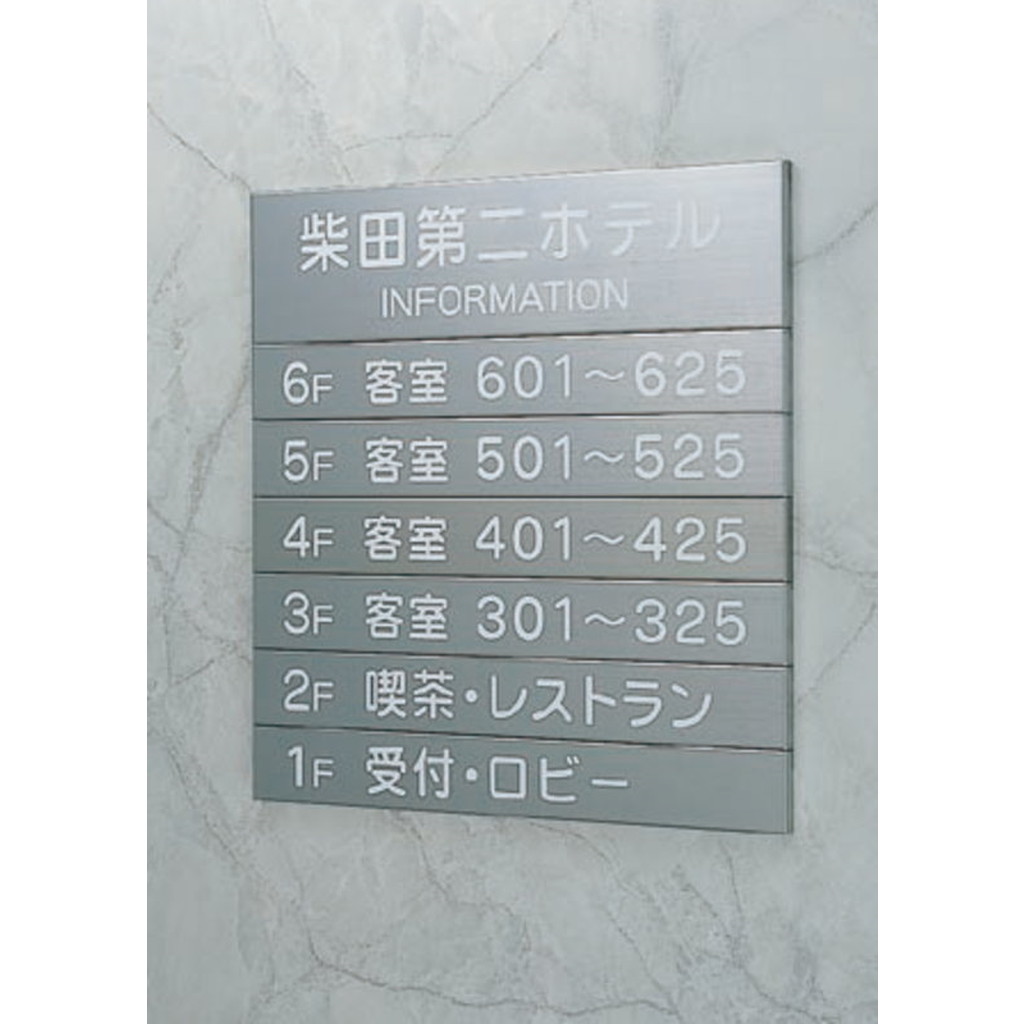 柴田第二ホテル
INFORMATION
6F 客室 601～625
5F 客室 501～525
4F 客室 401～425
3F 客室 301～325
2F 喫茶・レストラン
1F 受付・ロビー